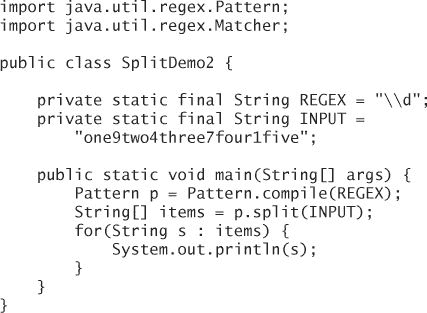 import java.util.regex.Pattern;
import java.util.regex.Matcher;

public class SplitDemo2 {

    private static final String REGEX = "\\d";
    private static final String INPUT =
        "one9two4three7four1five";

    public static void main(String[] args) {
        Pattern p = Pattern.compile(REGEX);
        String[] items = p.split(INPUT);
        for(String s : items) {
            System.out.println(s);
        }
    }
}